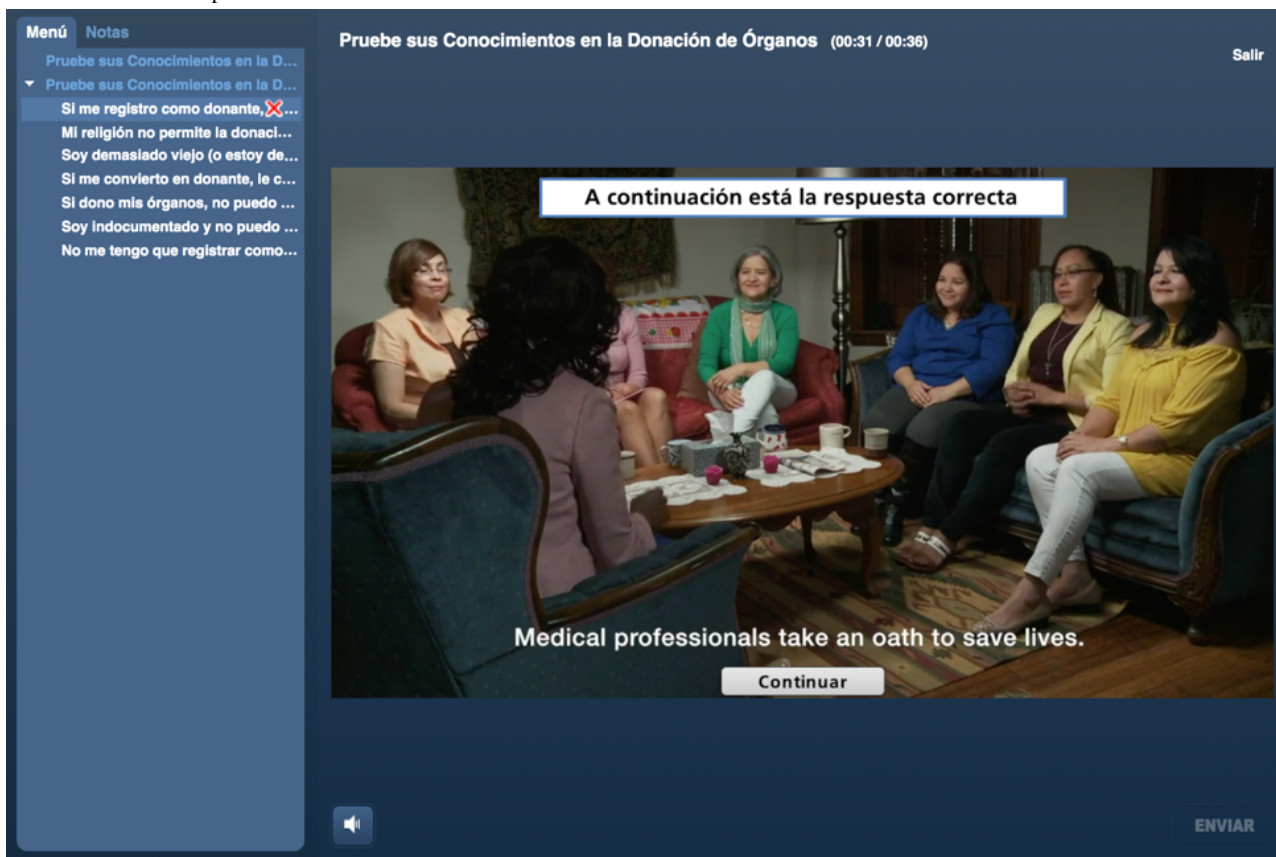 Menú Notas
Pruebe sus Conocimientos en la D...
Pruebe sus Conocimientos en la D...
Si me registro como donante, ...
Mi religión no permite la donaci...
Soy demasiado viejo (o estoy de...
Si me convierto en donante, le c...
Si dono mis órganos, no puedo ...
Soy indocumentado y no puedo ...
No me tengo que registrar como...
Pruebe sus Conocimientos en la Donación de Órganos (00:31 / 00:36)
Salir
A continuación está la respuesta correcta
Medical professionals take an oath to save lives.
Continuar
ENVIAR